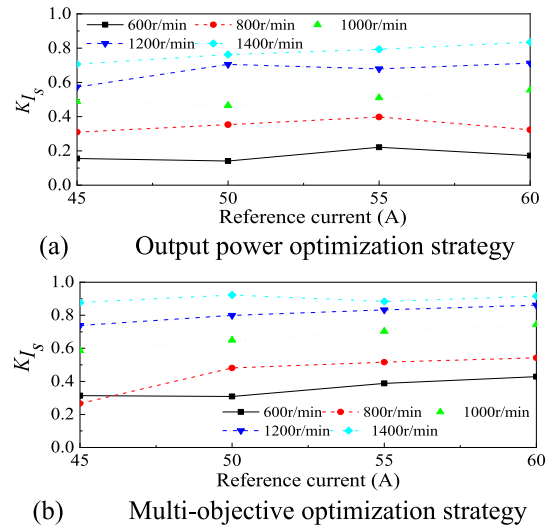 600r/min 800r/min 1000r/min
1200r/min 1400r/min
1.0
0.8
0.6
0.4
0.2
0.0
K_I_s
45 50 55 60
Reference current (A)
(a) Output power optimization strategy
1.0
0.8
0.6
0.4
0.2
0.0
K_I_s
600r/min 800r/min 1000r/min
1200r/min 1400r/min
45 50 55 60
Reference current (A)
(b) Multi-objective optimization strategy